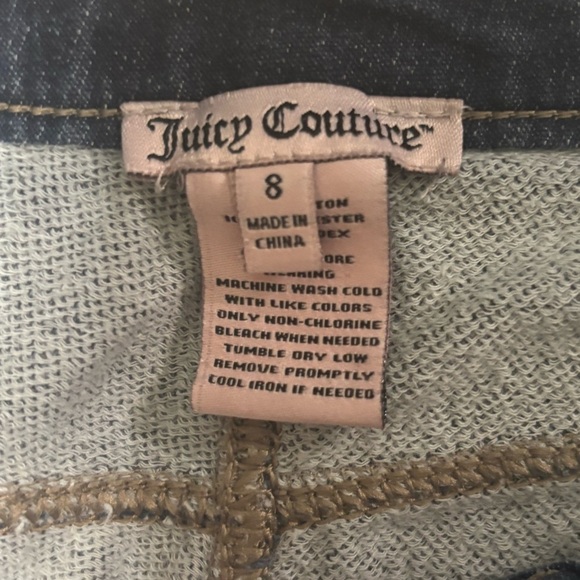 Juicy Couture™
8
MADE IN
CHINA
MACHINE WASH COLD
WITH LIKE COLORS
ONLY NON-CHLORINE
BLEACH WHEN NEEDED
TUMBLE DRY LOW
REMOVE PROMPTLY
COOL IRON IF NEEDED